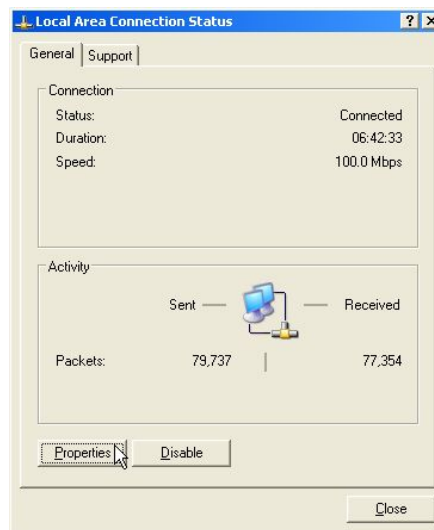 Local Area Connection Status
General Support
Connection
Status: Connected
Duration: 06:42:33
Speed: 100.0 Mbps
Activity
Sent — — Received
Packets: 79,737 | 77,354
Properties Disable
Close